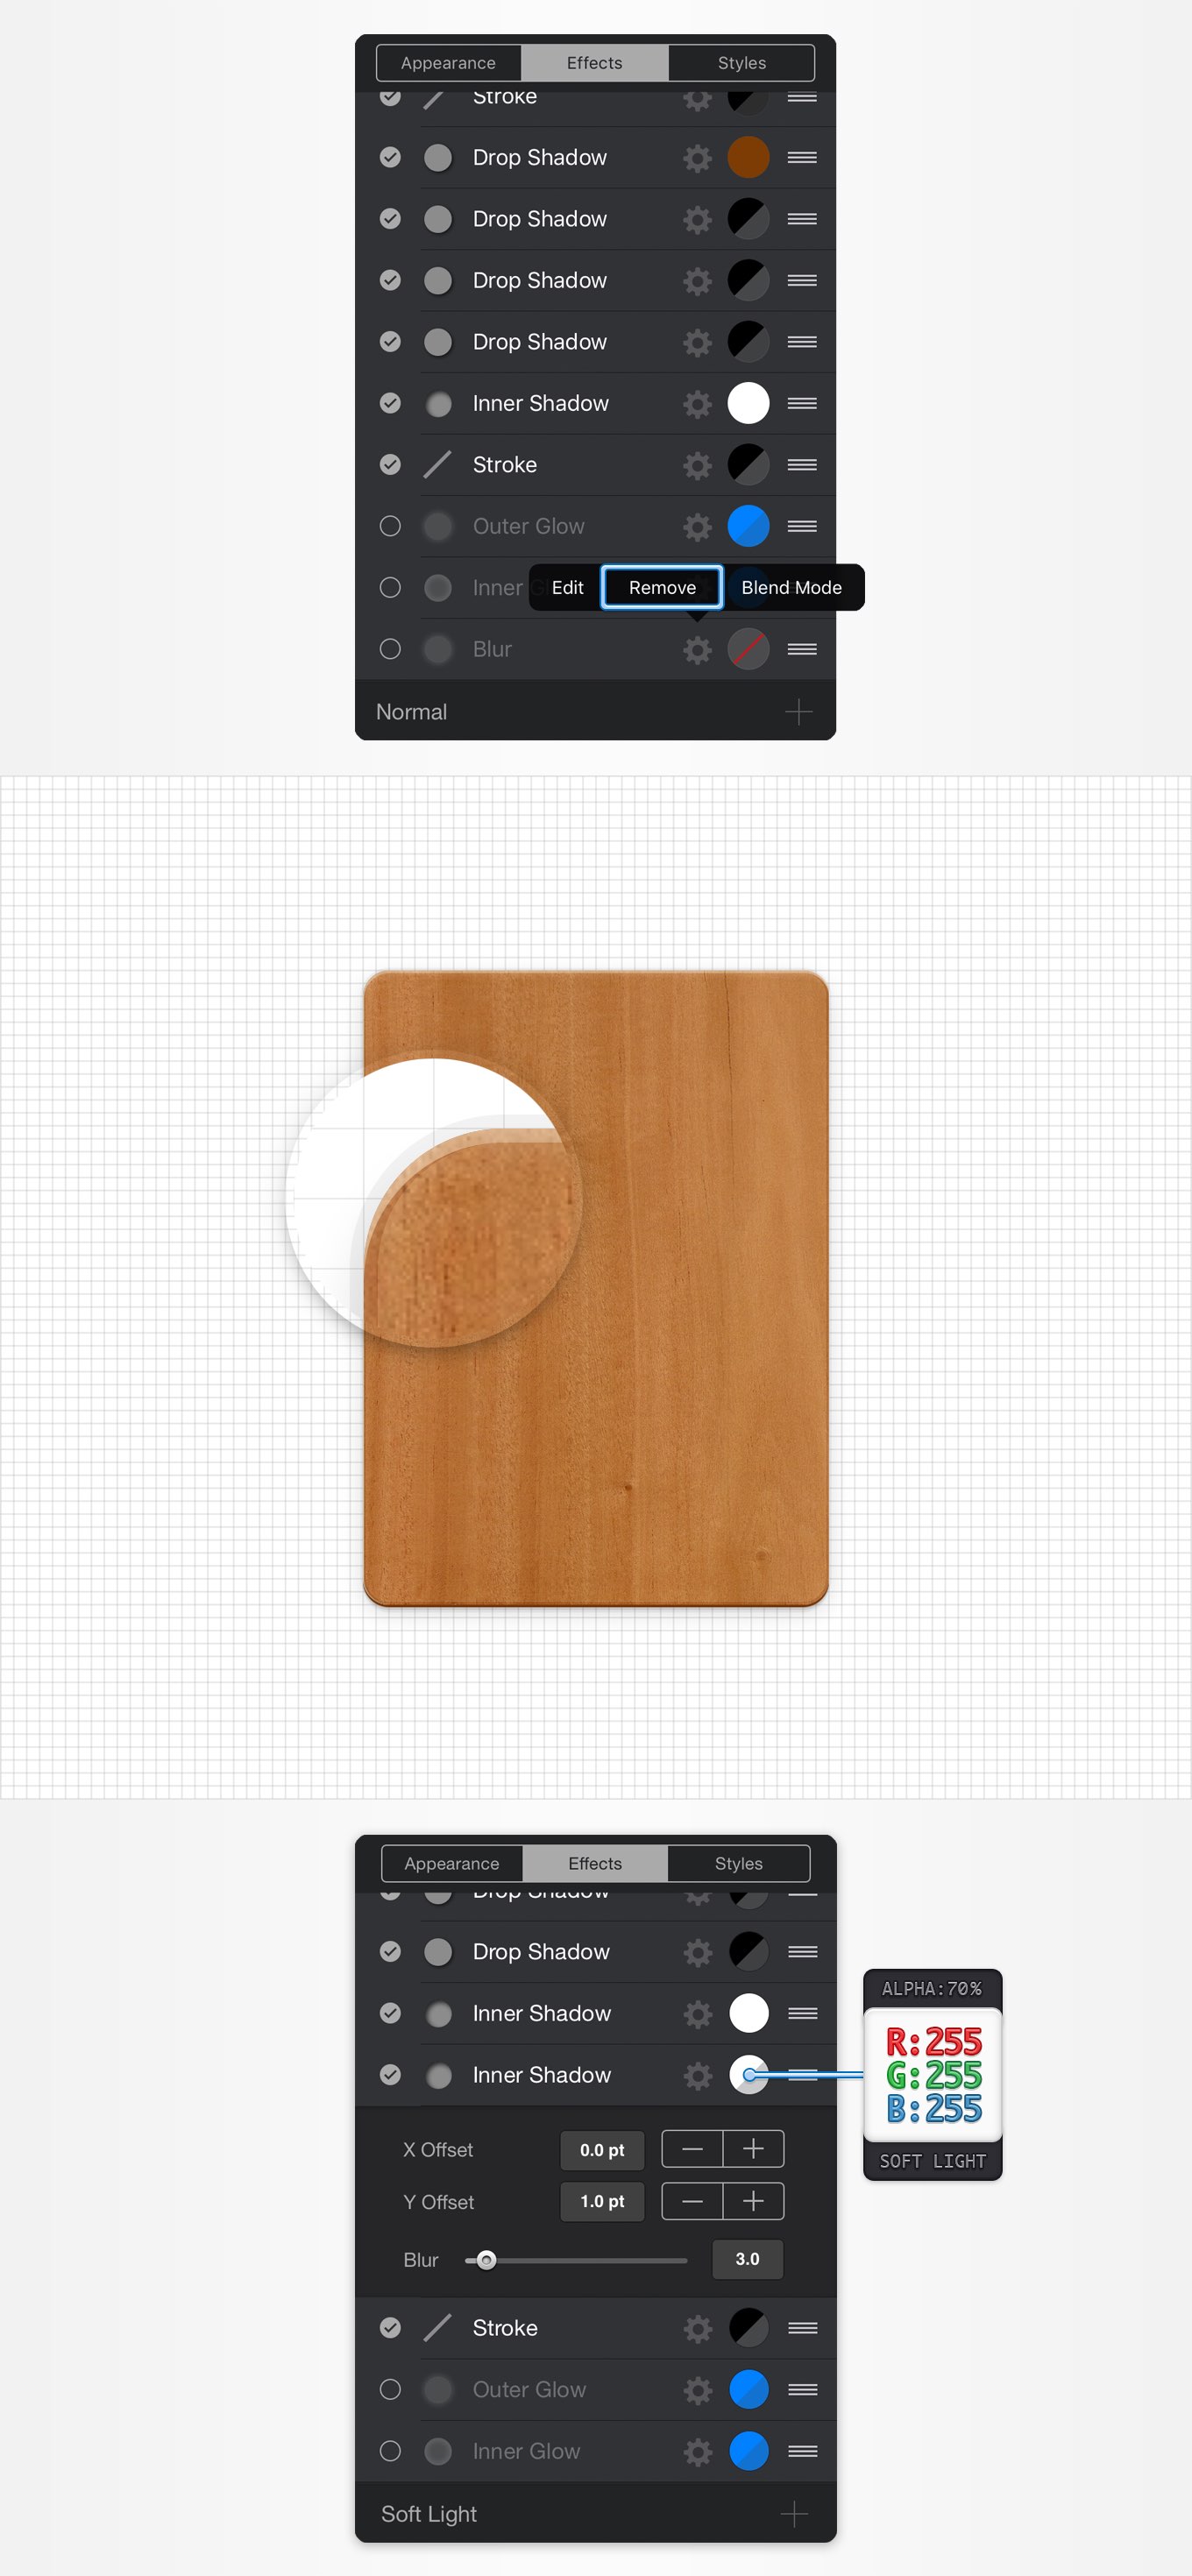 Appearance Effects Styles
Stroke
Drop Shadow
Drop Shadow
Drop Shadow
Drop Shadow
Inner Shadow
Stroke
Outer Glow
Inner
Edit Remove Blend Mode
Blur
Normal
Appearance Effects Styles
Drop Shadow
Drop Shadow
Inner Shadow
Inner Shadow
ALPHA:70%
R:255
G:255
B:255
SOFT LIGHT
X Offset 0.0 pt
Y Offset 1.0 pt
Blur 3.0
Stroke
Outer Glow
Inner Glow
Soft Light